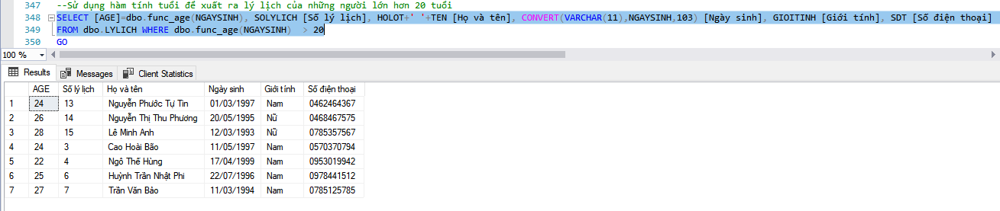 347 --Sử dụng hàm tính tuổi để xuất ra lý lịch của những người lớn hơn 20 tuổi
348 SELECT [AGE]=dbo.func_age(NGAYSINH), SOLYLICH [Số lý lịch], HOLOT+' '+TEN [Họ và tên], CONVERT(VARCHAR(11),NGAYSINH,103) [Ngày sinh], GIOITINH [Giới tính], SDT [Số điện thoại]
349 FROM dbo.LYLICH WHERE dbo.func_age(NGAYSINH) > 20
350 GO
100 %
Results Messages Client Statistics
AGE Số lý lịch Họ và tên Ngày sinh Giới tính Số điện thoại
1 24 13 Nguyễn Phước Tự Tin 01/03/1997 Nam 0462464367
2 26 14 Nguyễn Thị Thu Phương 20/05/1995 Nữ 0468467575
3 28 15 Lê Minh Anh 12/03/1993 Nữ 0785357567
4 24 3 Cao Hoài Bão 11/05/1997 Nam 0570370794
5 22 4 Ngô Thế Hùng 17/04/1999 Nam 0953019942
6 25 6 Huỳnh Trần Nhật Phi 22/07/1996 Nam 0978441512
7 27 7 Trần Văn Bảo 11/03/1994 Nam 0785125785